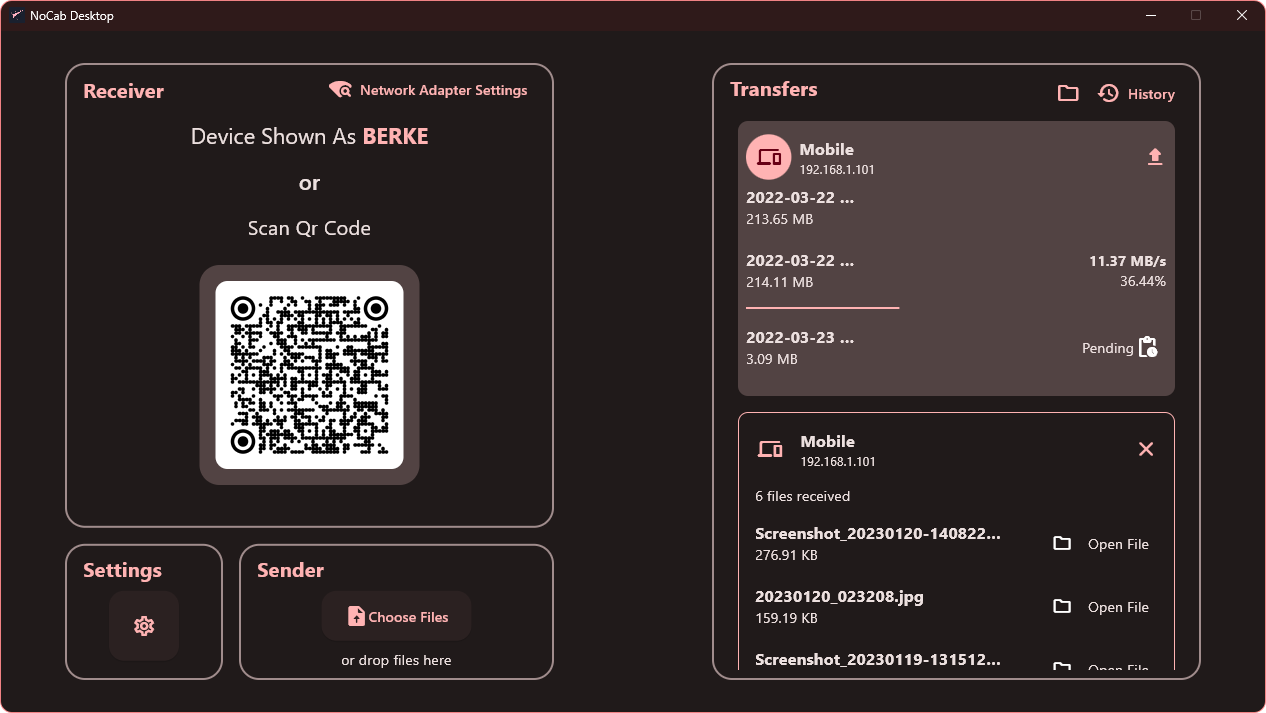 NoCab Desktop
Receiver
Network Adapter Settings
Device Shown As BERKE
or
Scan Qr Code
Settings
Sender
Choose Files
or drop files here
Transfers
History
Mobile
192.168.1.101
2022-03-22 ...
213.65 MB
2022-03-22 ...
11.37 MB/s
214.11 MB
36.44%
2022-03-23 ...
3.09 MB
Pending
Mobile
192.168.1.101
6 files received
Screenshot_20230120-140822...
276.91 KB
Open File
20230120_023208.jpg
159.19 KB
Open File
Screenshot_20230119-131512...
Open File